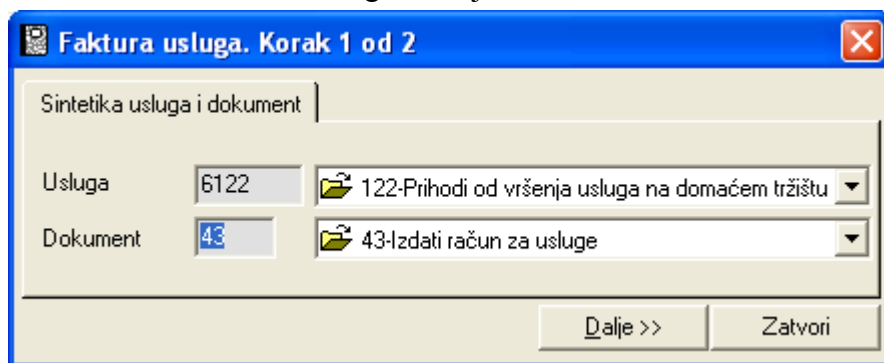 Faktura usluga. Korak 1 od 2
Sintetika usluga i dokument
Usluga 6122 122-Prihodi od vršenja usluga na domaćem tržištu
Dokument 43 43-Izdati račun za usluge
Dalje >> Zatvori